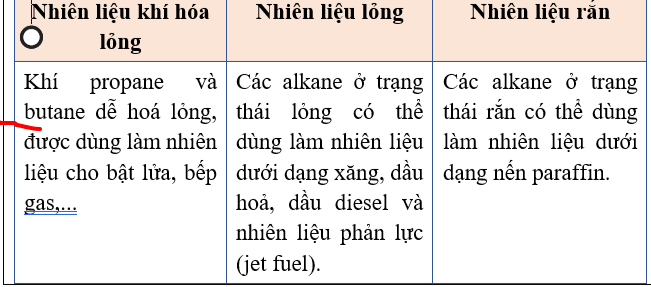 Nhiên liệu khí hóa
lỏng
Nhiên liệu lỏng
Nhiên liệu rắn
Khí propane và
butane dễ hoá lỏng,
được dùng làm nhiên
liệu cho bật lửa, bếp
gas,...
Các alkane ở trạng
thái lỏng có thể
dùng làm nhiên liệu
dưới dạng xăng, dầu
hoả, dầu diesel và
nhiên liệu phản lực
(jet fuel).
Các alkane ở trạng
thái rắn có thể dùng
làm nhiên liệu dưới
dạng nến paraffin.